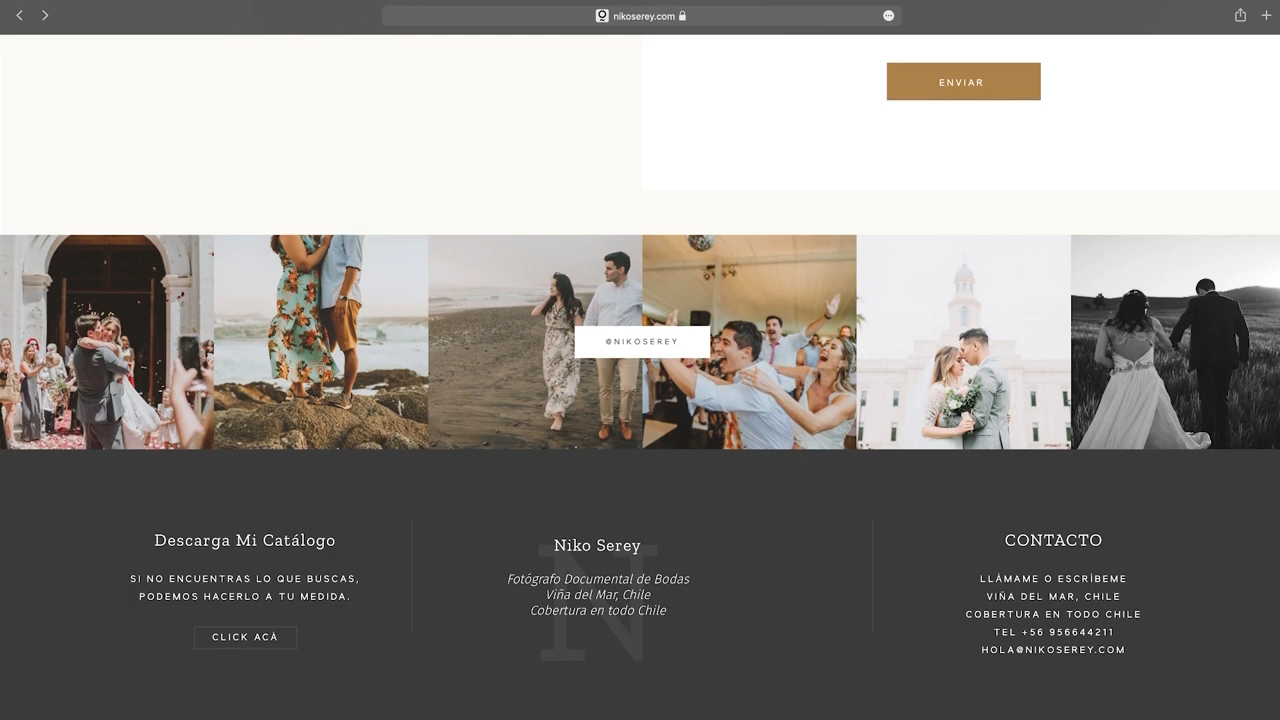 nikoserey.com
ENVIAR
@NIKOSEREY
Descarga Mi Catálogo
SI NO ENCUENTRAS LO QUE BUSCAS,
PODEMOS HACERLO A TU MEDIDA.
CLICK ACÁ
N
Niko Serey
Fotógrafo Documental de Bodas
Viña del Mar, Chile
Cobertura en todo Chile
CONTACTO
LLÁMAME O ESCRÍBEME
VIÑA DEL MAR, CHILE
COBERTURA EN TODO CHILE
TEL +56 956644211
HOLA@NIKOSEREY.COM